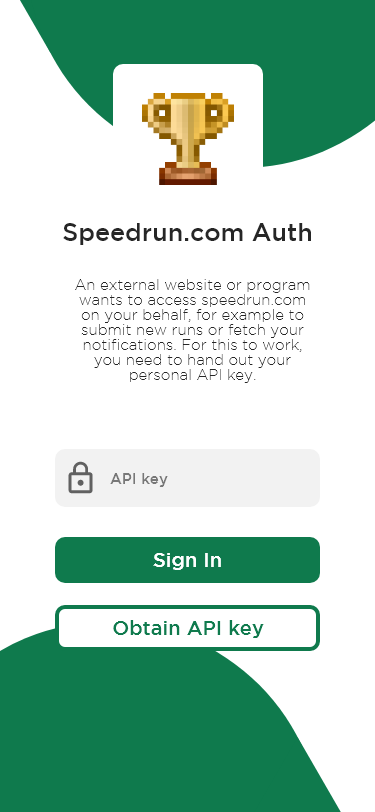 Speedrun.com Auth
An external website or program
wants to access speedrun.com
on your behalf, for example to
submit new runs or fetch your
notifications. For this to work,
you need to hand out your
personal API key.
API key
Sign In
Obtain API key